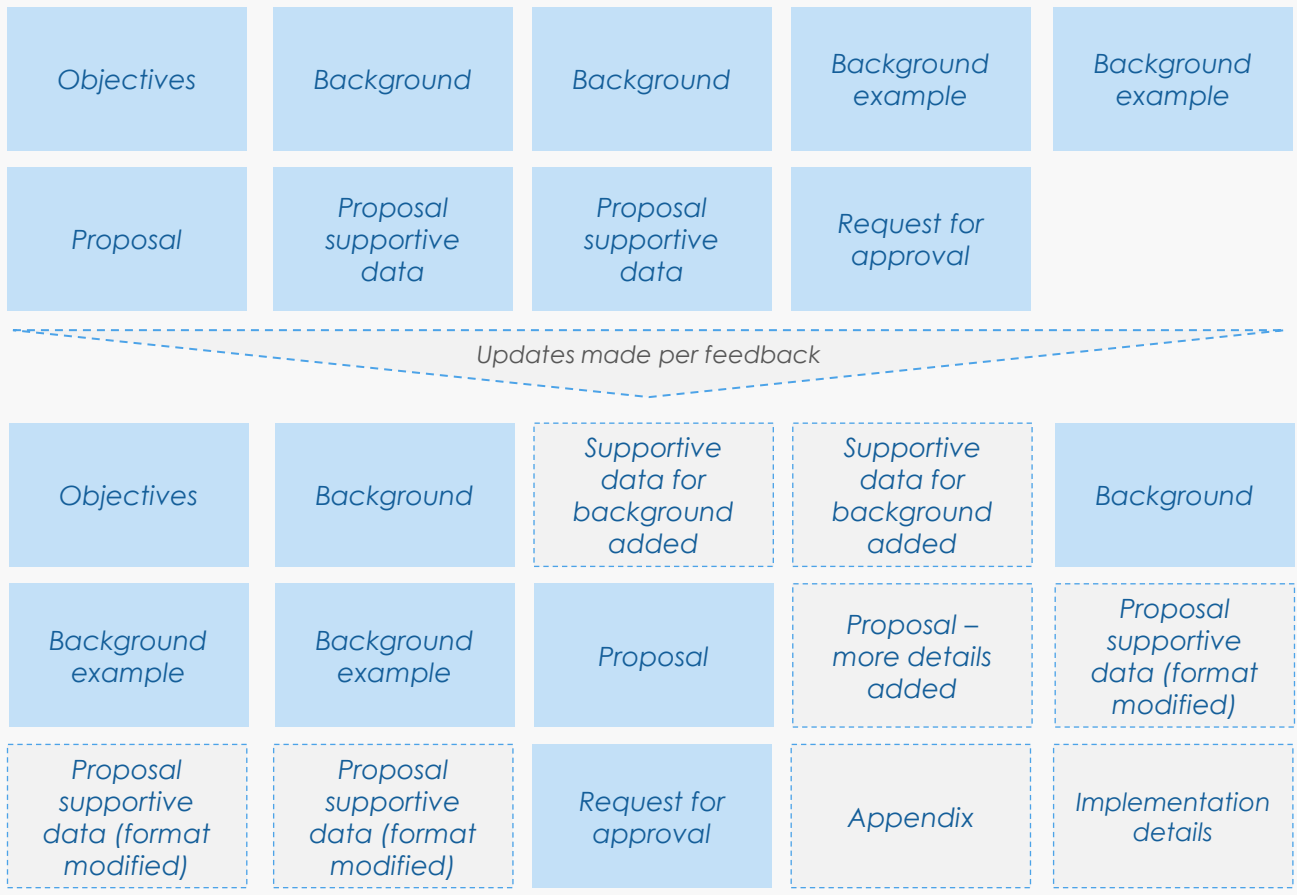 Objectives
Background
Background
Background
example
Background
example
Proposal
Proposal
supportive
data
Proposal
supportive
data
Request for
approval
Updates made per feedback
Objectives
Background
Supportive
data for
background
added
Supportive
data for
background
added
Background
Background
example
Background
example
Proposal
Proposal –
more details
added
Proposal
supportive
data (format
modified)
Proposal
supportive
data (format
modified)
Proposal
supportive
data (format
modified)
Request for
approval
Appendix
Implementation
details